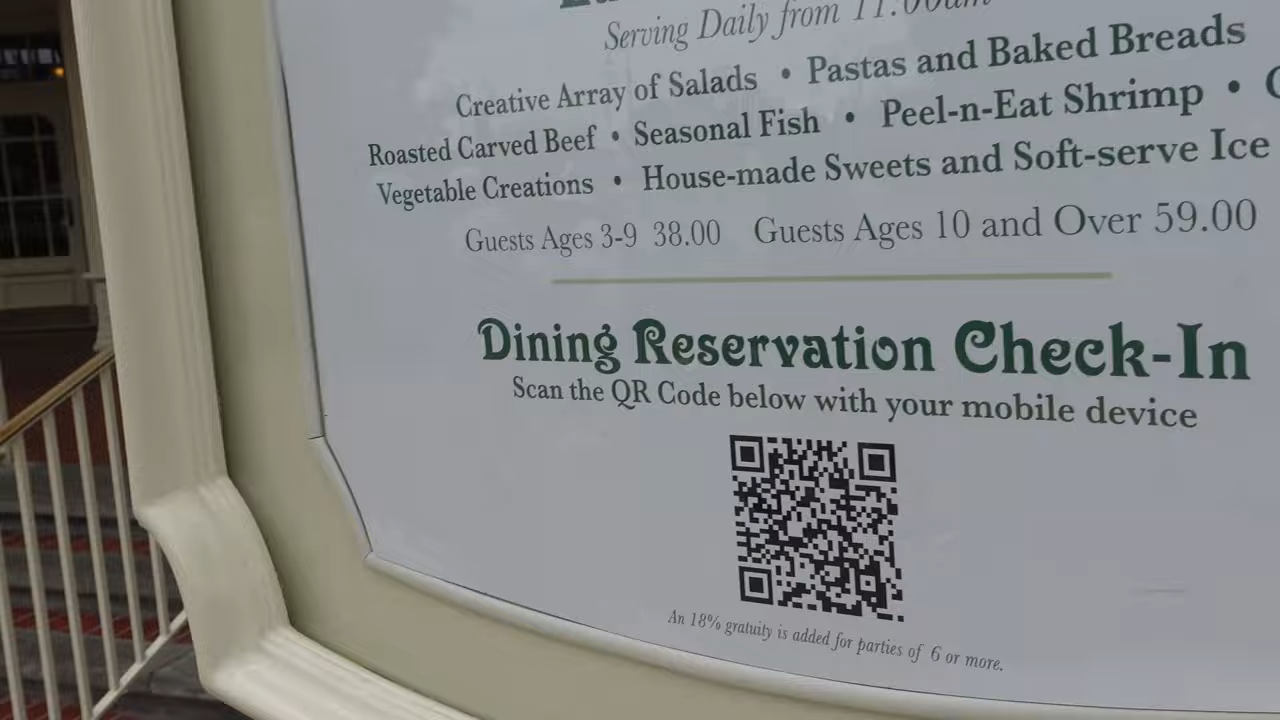 Serving Daily from 11:00am
Creative Array of Salads • Pastas and Baked Breads
Roasted Carved Beef • Seasonal Fish • Peel-n-Eat Shrimp •
Vegetable Creations • House-made Sweets and Soft-serve Ice
Guests Ages 3-9 38.00 Guests Ages 10 and Over 59.00
Dining Reservation Check-In
Scan the QR Code below with your mobile device
An 18% gratuity is added for parties of 6 or more.